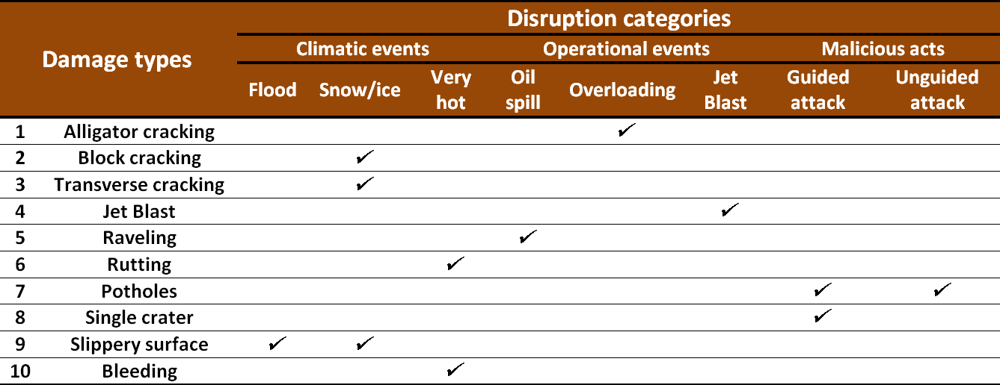 Disruption categories
Damage types
Climatic events Operational events Malicious acts
Flood Snow/ice Very hot Oil spill Overloading Jet Blast Guided attack Unguided attack
1 Alligator cracking ✓
2 Block cracking ✓
3 Transverse cracking ✓
4 Jet Blast ✓
5 Raveling ✓
6 Rutting ✓
7 Potholes ✓ ✓
8 Single crater ✓
9 Slippery surface ✓ ✓
10 Bleeding ✓